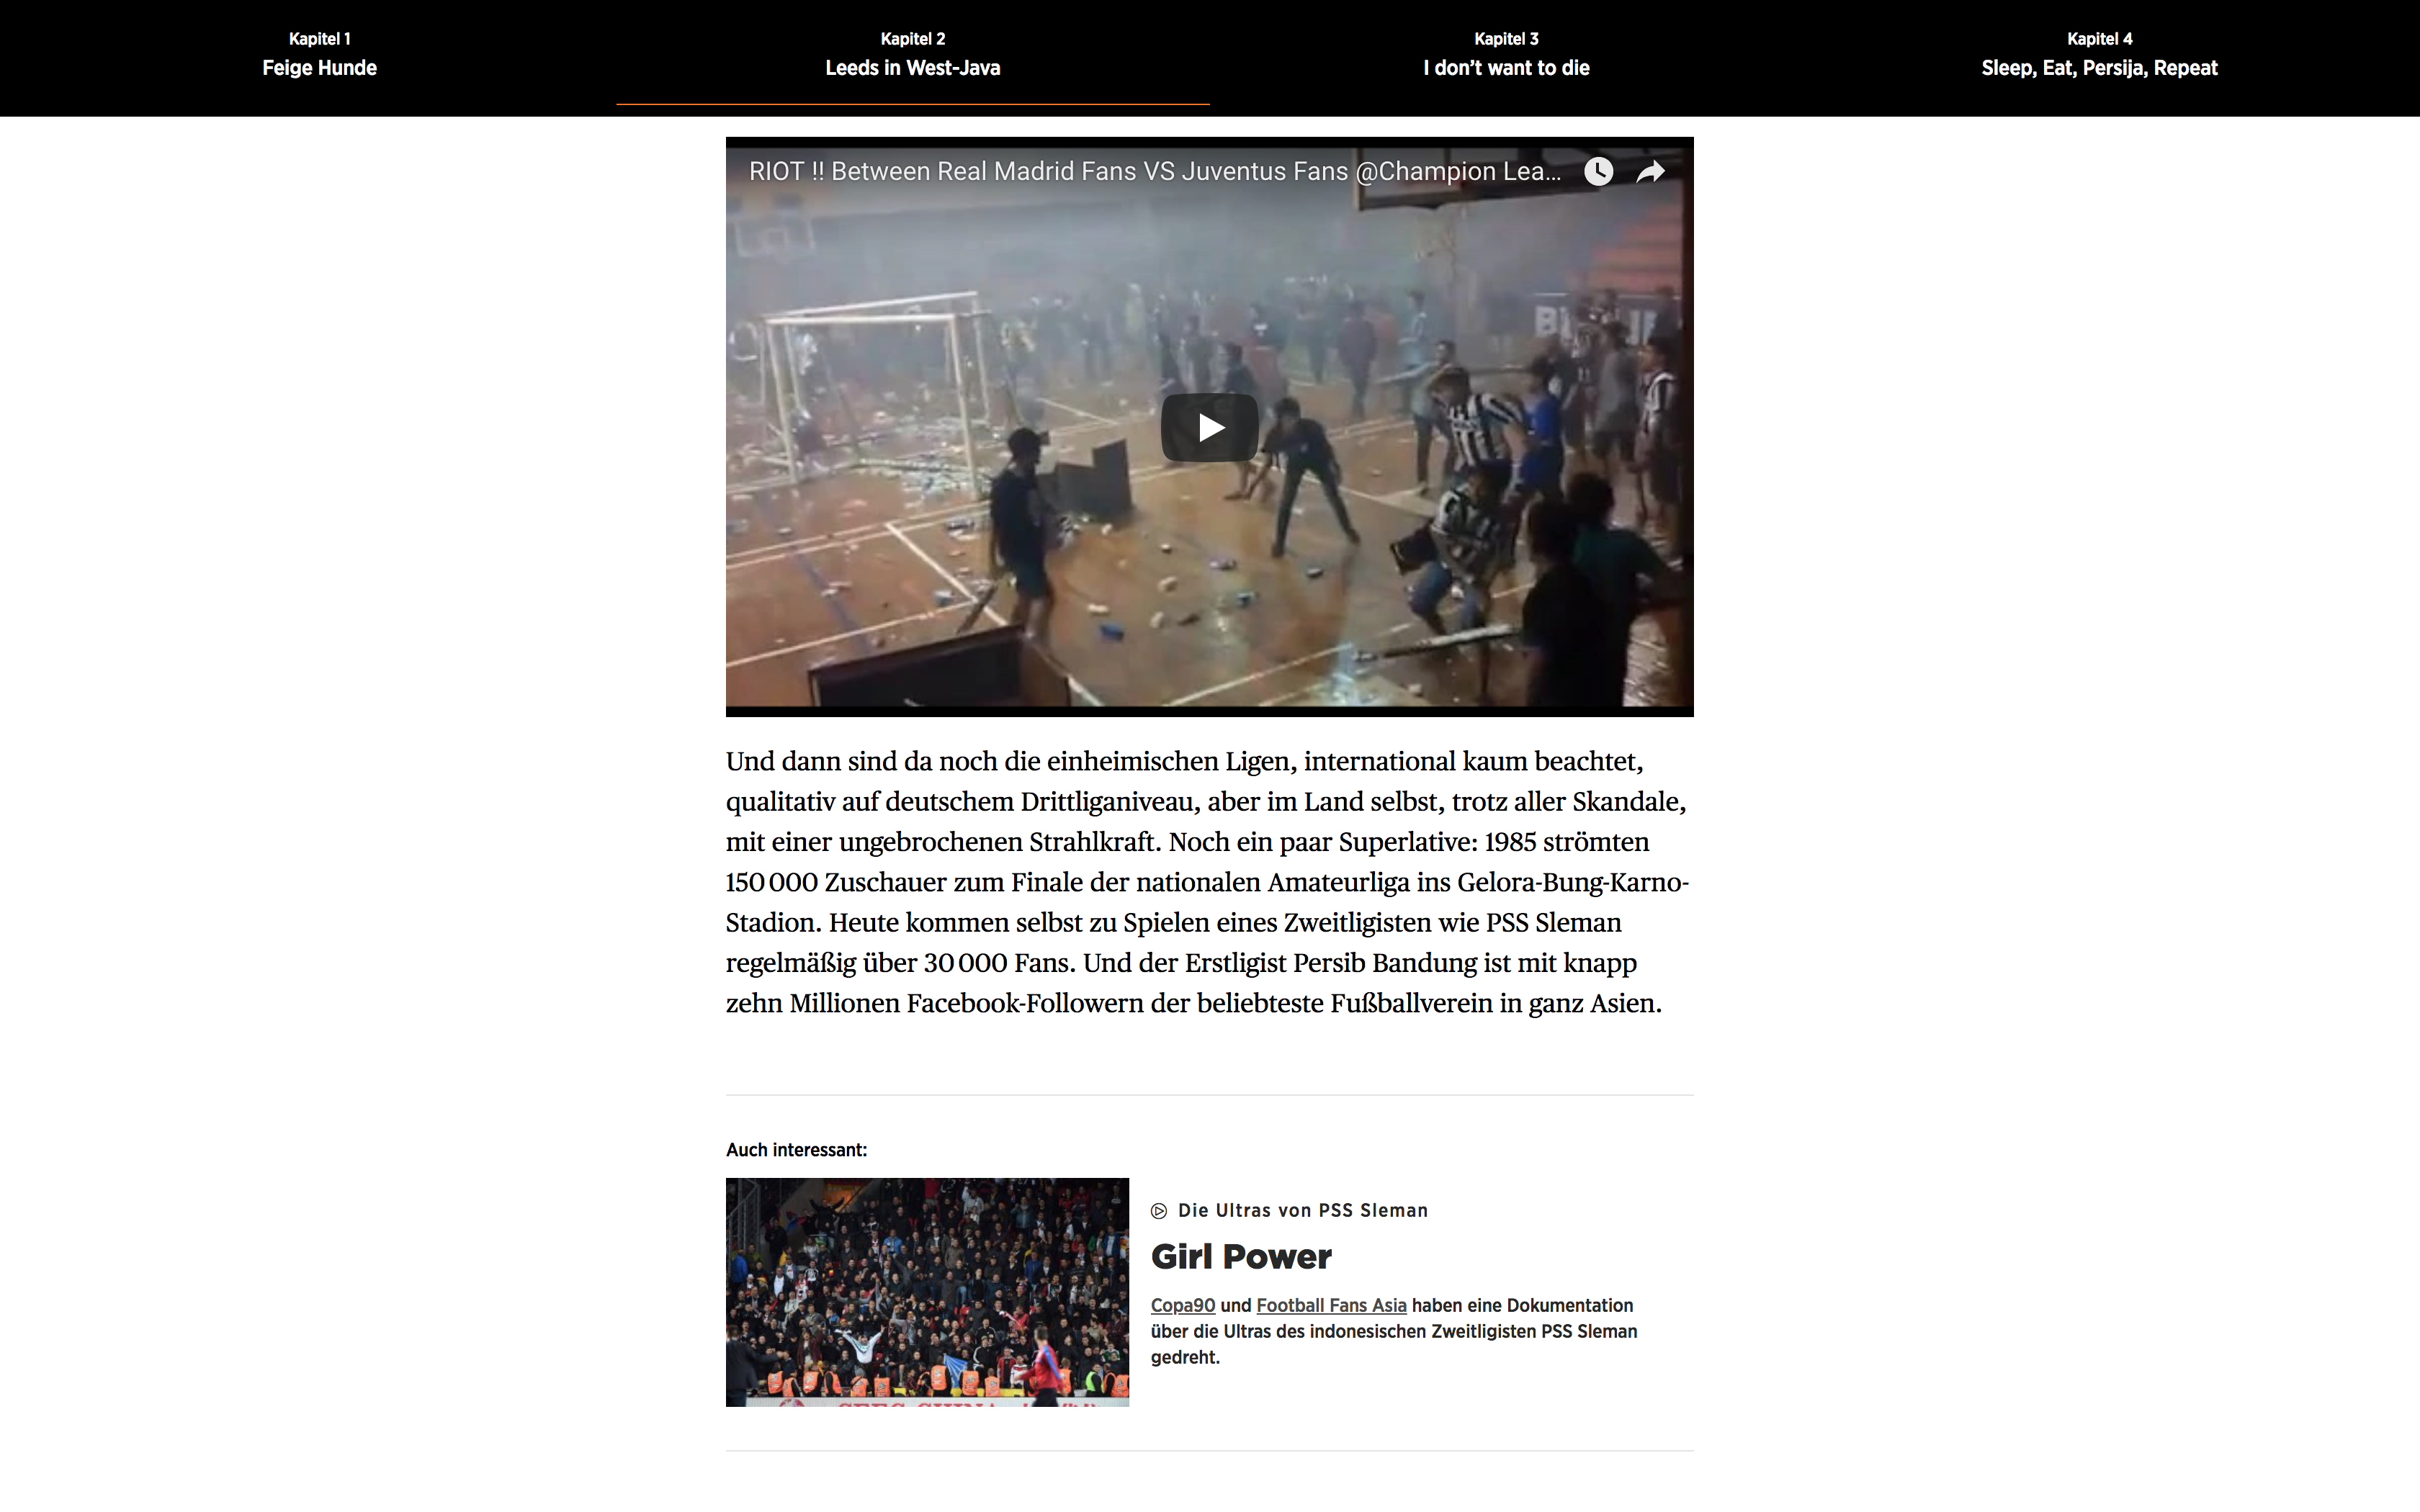 Kapitel 1
Feige Hunde
Kapitel 2
Leeds in West-Java
Kapitel 3
I don’t want to die
Kapitel 4
Sleep, Eat, Persija, Repeat
RIOT !! Between Real Madrid Fans VS Juventus Fans @Champion Lea...
Und dann sind da noch die einheimischen Ligen, international kaum beachtet,
qualitativ auf deutschem Drittliganiveau, aber im Land selbst, trotz aller Skandale,
mit einer ungebrochenen Strahlkraft. Noch ein paar Superlative: 1985 strömten
150 000 Zuschauer zum Finale der nationalen Amateurliga ins Gelora-Bung-Karno-
Stadion. Heute kommen selbst zu Spielen eines Zweitligisten wie PSS Sleman
regelmäßig über 30 000 Fans. Und der Erstligist Persib Bandung ist mit knapp
zehn Millionen Facebook-Followern der beliebteste Fußballverein in ganz Asien.
Auch interessant:
Die Ultras von PSS Sleman
Girl Power
Copa90 und Football Fans Asia haben eine Dokumentation
über die Ultras des indonesischen Zweitligisten PSS Sleman
gedreht.